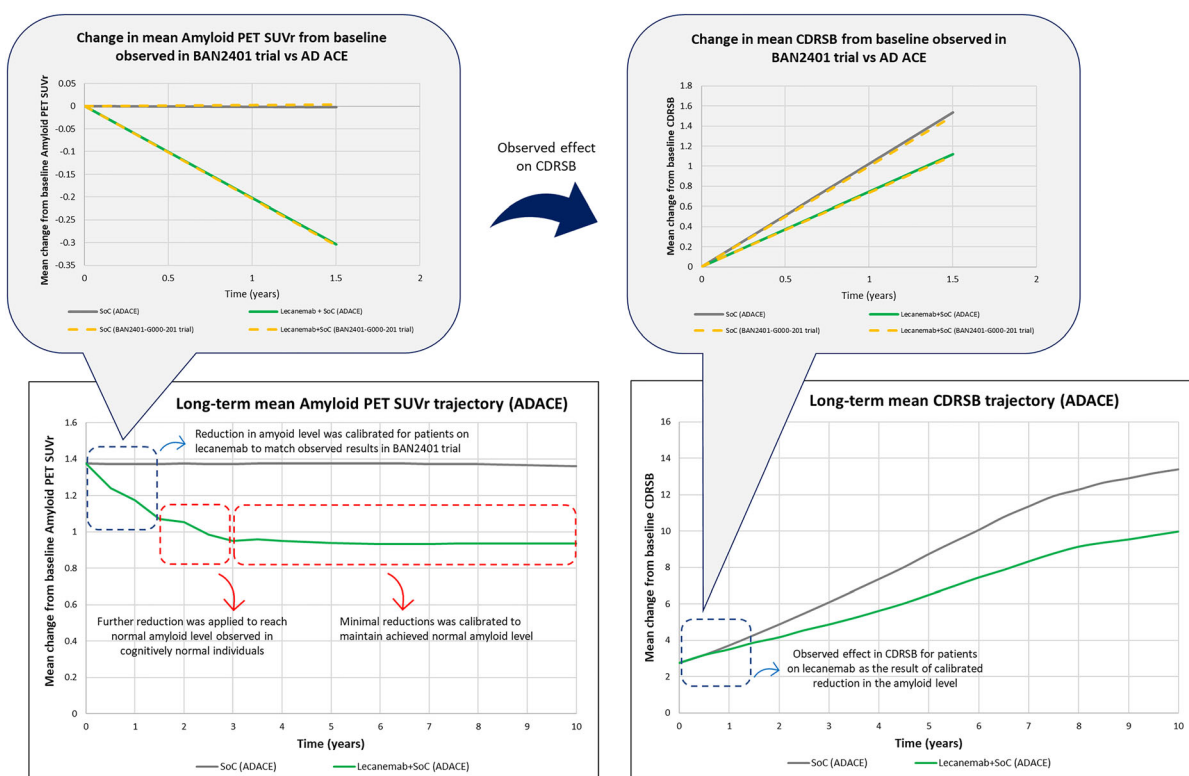 Change in mean Amyloid PET SUVr from baseline
observed in BAN2401 trial vs AD ACE
Mean change from baseline Amyloid PET SUVr
0.05
0
-0.05
-0.1
-0.15
-0.2
-0.25
-0.3
-0.35
0
0.5
1
1.5
2
Time (years)
SoC (ADACE)
Lecanemab + SoC (ADACE)
SoC (BAN2401-G000-201 trial)
Lecanemab+SoC (BAN2401-G000-201 trial)
Observed effect
on CDRSB
Change in mean CDRSB from baseline observed in
BAN2401 trial vs AD ACE
Mean change from baseline CDRSB
1.8
1.6
1.4
1.2
1
0.8
0.6
0.4
0.2
0
0
0.5
1
1.5
2
Time (years)
SoC (ADACE)
Lecanemab+SoC (ADACE)
SoC (BAN2401-G000-201 trial)
Lecanemab+SoC (BAN2401-G000-201 trial)
Long-term mean Amyloid PET SUVr trajectory (ADACE)
Mean change from baseline Amyloid PET SUVr
1.6
1.4
1.2
1
0.8
0.6
0.4
0.2
0
Reduction in amyoid level was calibrated for patients on
lecanemab to match observed results in BAN2401 trial
Further reduction was applied to reach
normal amyloid level observed in
cognitively normal individuals
Minimal reductions was calibrated to
maintain achieved normal amyloid level
0
1
2
3
4
5
6
7
8
9
10
Time (years)
SoC (ADACE)
Lecanemab+SoC (ADACE)
Long-term mean CDRSB trajectory (ADACE)
Mean change from baseline CDRSB
16
14
12
10
8
6
4
2
0
Observed effect in CDRSB for patients
on lecanemab as the result of calibrated
reduction in the amyloid level
0
1
2
3
4
5
6
7
8
9
10
Time (years)
SoC (ADACE)
Lecanemab+SoC (ADACE)